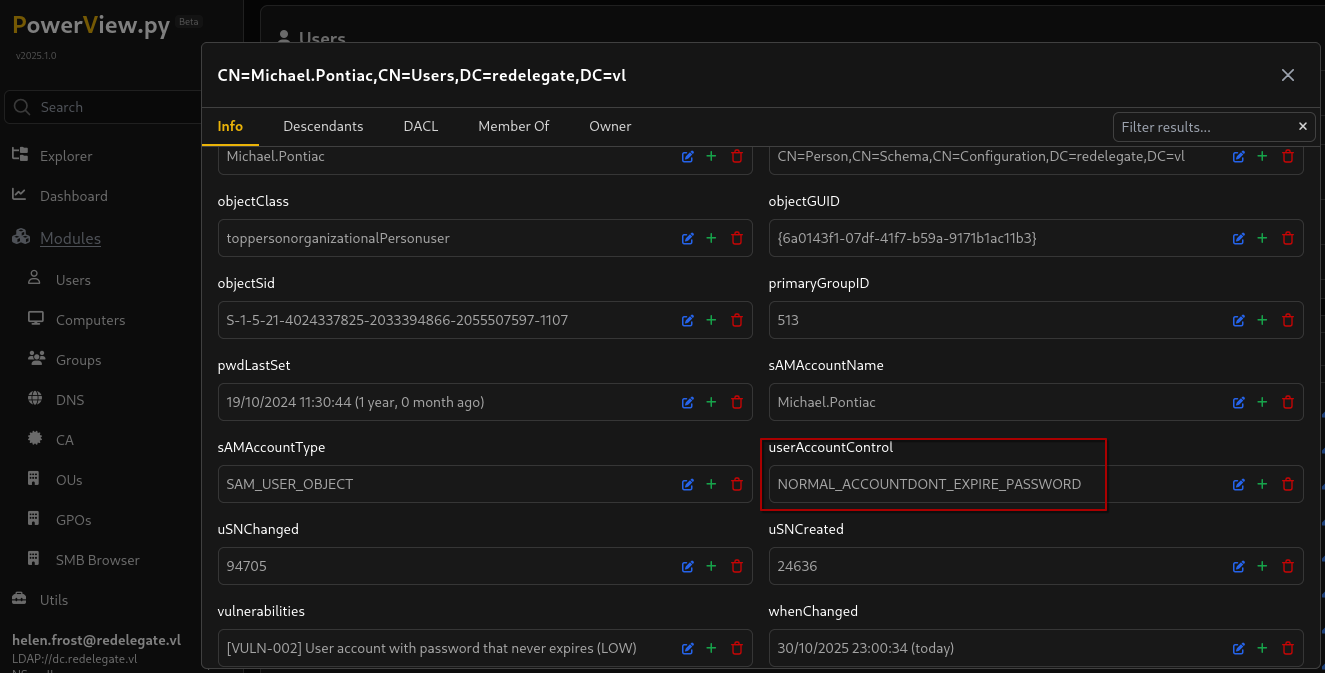 PowerView.py Beta
v2025.1.0
Search
Explorer
Dashboard
Modules
Users
Computers
Groups
DNS
CA
OUs
GPOs
SMB Browser
Utils
helen.frost@redelegate.vl
LDAP://dc.redelegate.vl
Users
CN=Michael.Pontiac,CN=Users,DC=redelegate,DC=vl
Info Descendants DACL Member Of Owner
Filter results...
Michael.Pontiac
CN=Person,CN=Schema,CN=Configuration,DC=redelegate,DC=vl
objectClass
toppersonorganizationalPersonuser
objectGUID
{6a0143f1-07df-41f7-b59a-9171b1ac11b3}
objectSid
S-1-5-21-4024337825-2033394866-2055507597-1107
primaryGroupID
513
pwdLastSet
19/10/2024 11:30:44 (1 year, 0 month ago)
sAMAccountName
Michael.Pontiac
sAMAccountType
SAM_USER_OBJECT
userAccountControl
NORMAL_ACCOUNTDONT_EXPIRE_PASSWORD
uSNChanged
94705
uSNCreated
24636
vulnerabilities
[VULN-002] User account with password that never expires (LOW)
whenChanged
30/10/2025 23:00:34 (today)